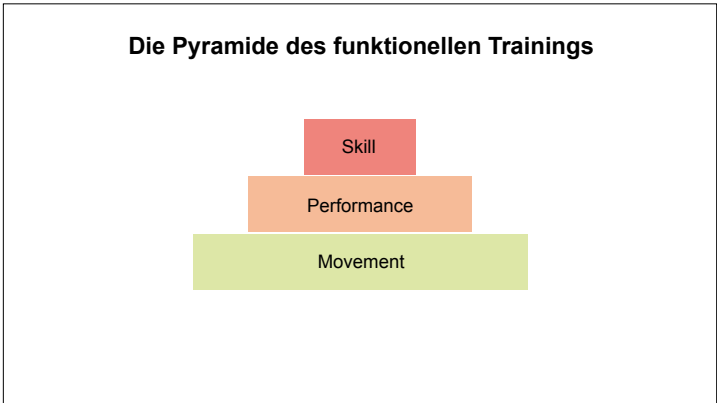 Die Pyramide des funktionellen Trainings
Skill
Performance
Movement